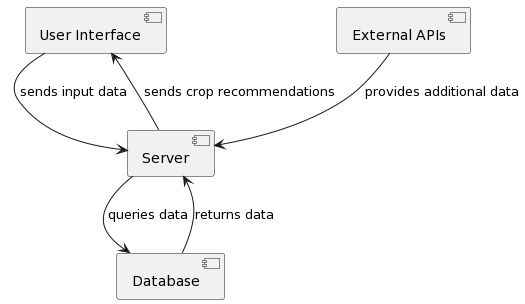 User Interface
External APIs
sends input data
sends crop recommendations
provides additional data
Server
queries data
returns data
Database